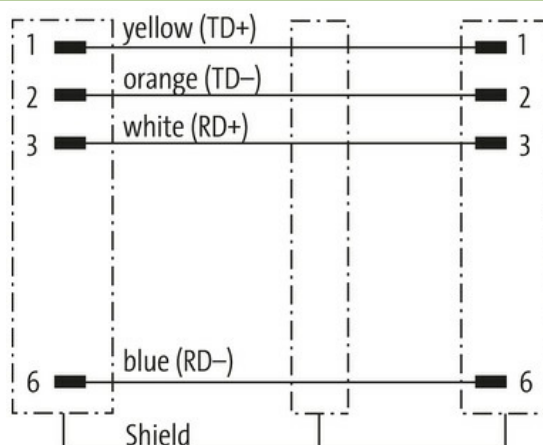 1 yellow (TD+) 1
2 orange (TD–) 2
3 white (RD+) 3
6 blue (RD–) 6
Shield